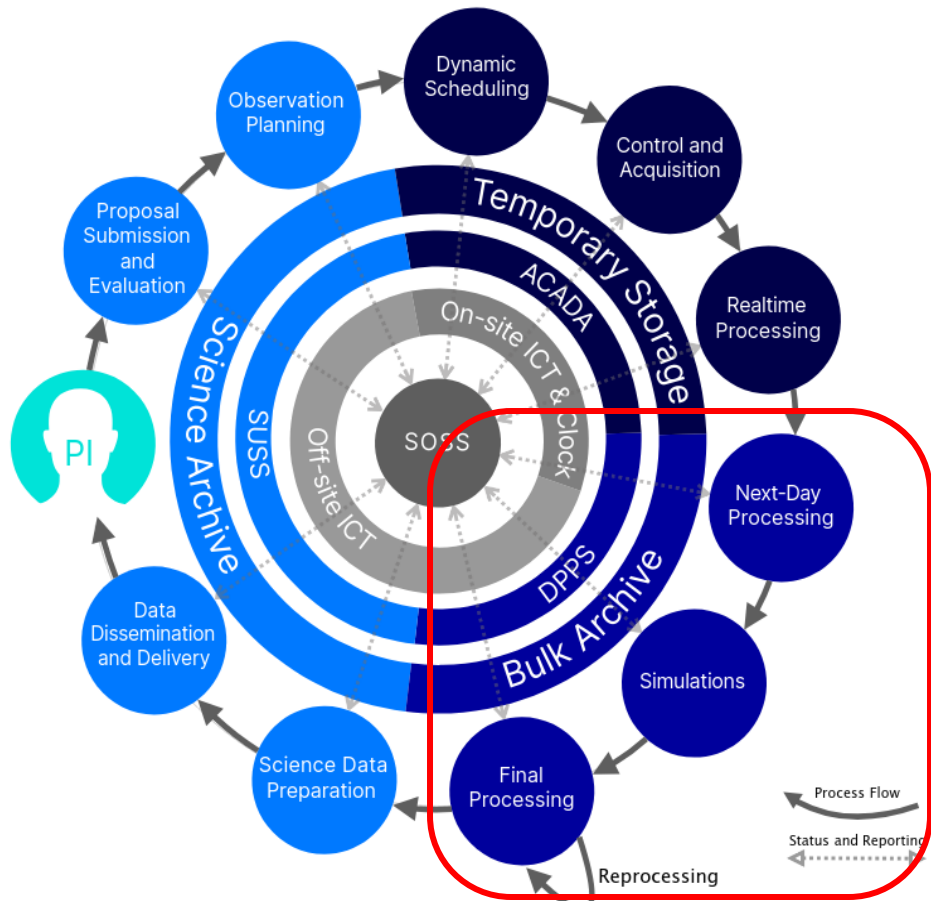 Dynamic
Scheduling
Observation
Planning
Control and
Acquisition
Proposal
Submission
and
Evaluation
Realtime
Processing
Temporary Storage
ACADA
On-site ICT & Clock
Science Archive
SUSS
Off-site ICT
SOSS
PI
Next-Day
Processing
DPPS
Bulk Archive
Data
Dissemination
and Delivery
Simulations
Science Data
Preparation
Final
Processing
Process Flow
Status and Reporting
Reprocessing